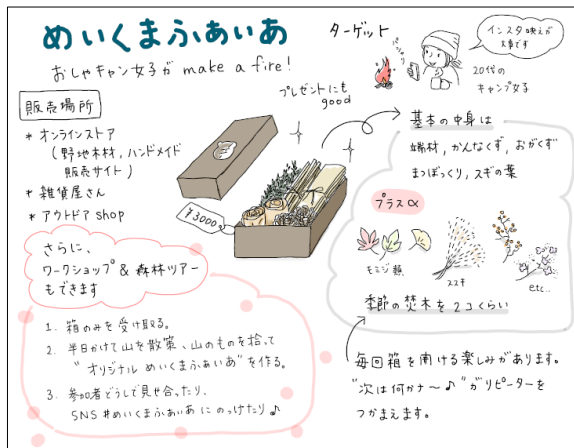 めいくまふぁいあ
おしゃキャン女子が make a fire!
ターゲット
パシャリ
インスタ映えが
大事です
20代の
キャンプ女子
販売場所
* オンラインストア
(野地木材, ハンドメイド
販売サイト)
* 雑貨屋さん
* アウトドア shop
プレゼントにも
good
¥3000
基本の中身は
端材, かんなくず, おがくず
まつぼっくり, スギの葉
プラスα
モミジ類
ススキ
etc...
季節の焚木を2コくらい
毎回箱を開ける楽しみがあります。
"次は何かナ〜♪"がリピーターを
つかまえます。
さらに、
ワークショップ & 森林ツアー
もできます
1. 箱のみを受け取る。
2. 半日かけて山を散策、山のものを拾って
"オリジナル めいくまふぁいあ"を作る。
3. 参加者どうしで見せ合ったり、
SNS #めいくまふぁいあ にのっけたり♪